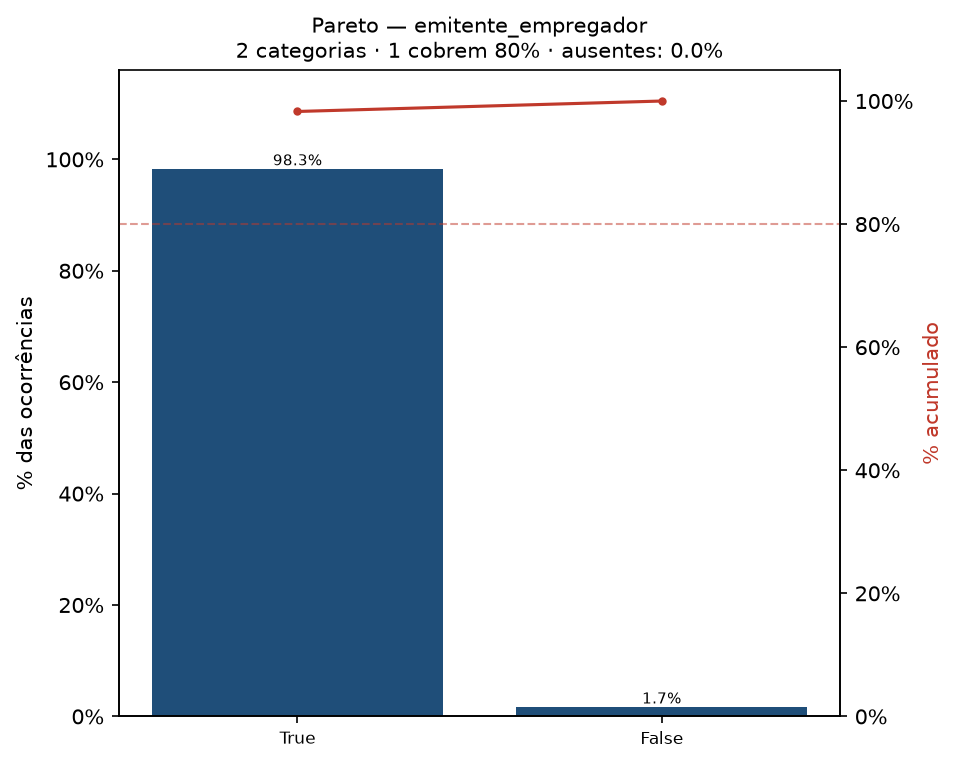 Pareto — emitente_empregador
2 categorias · 1 cobrem 80% · ausentes: 0.0%
% das ocorrências
100%
80%
60%
40%
20%
0%
98.3%
1.7%
True
False
100%
80%
60%
40%
20%
0%
% acumulado